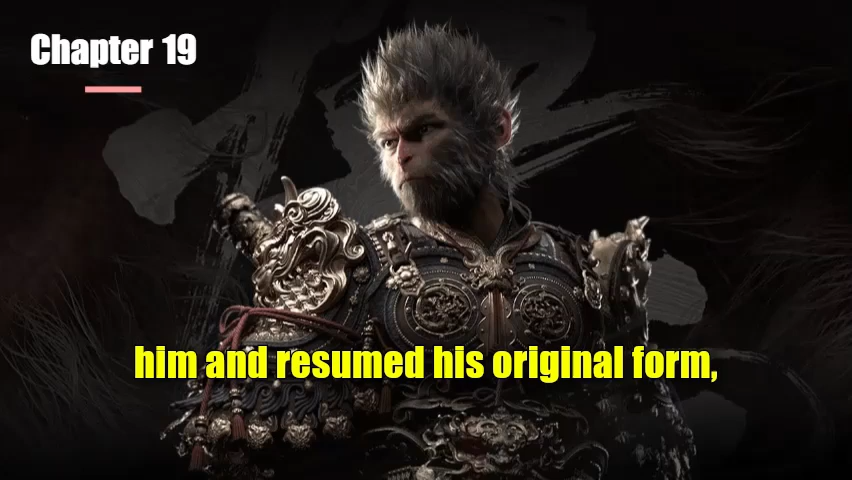 Chapter 19
him and resumed his original form,